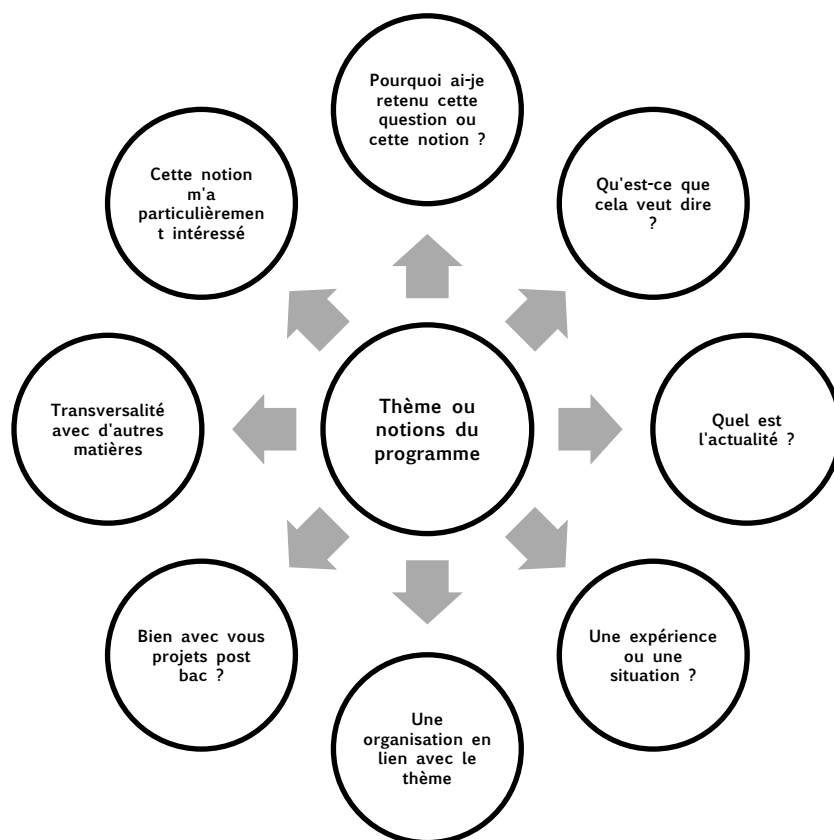 Pourquoi ai-je
retenu cette
question ou
cette notion ?
Qu'est-ce que
cela veut dire
?
Quel est
l'actualité ?
Une expérience
ou une
situation ?
Une
organisation en
lien avec le
thème
Bien avec vous
projets post
bac ?
Transversalité
avec d'autres
matières
Cette notion
m'a
particulièremen
t intéressé
Thème ou
notions du
programme